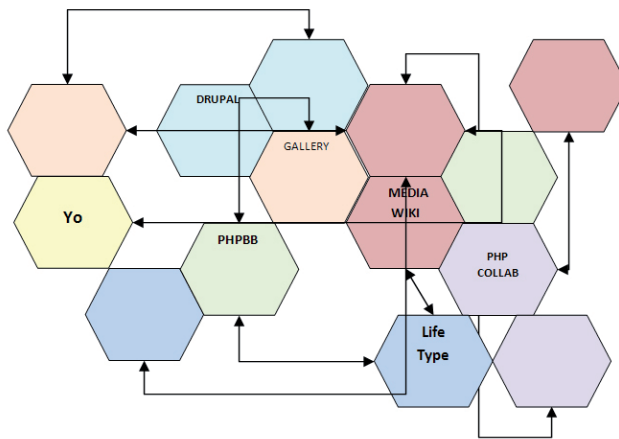 DRUPAL
GALLERY
MEDIA
WIKI
Yo
PHPBB
PHP
COLLAB
Life
Type